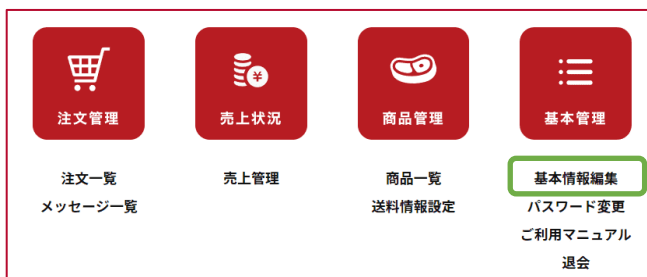 注文管理
売上状況
商品管理
基本管理
注文一覧
売上管理
商品一覧
基本情報編集
メッセージ一覧
送料情報設定
パスワード変更
ご利用マニュアル
退会